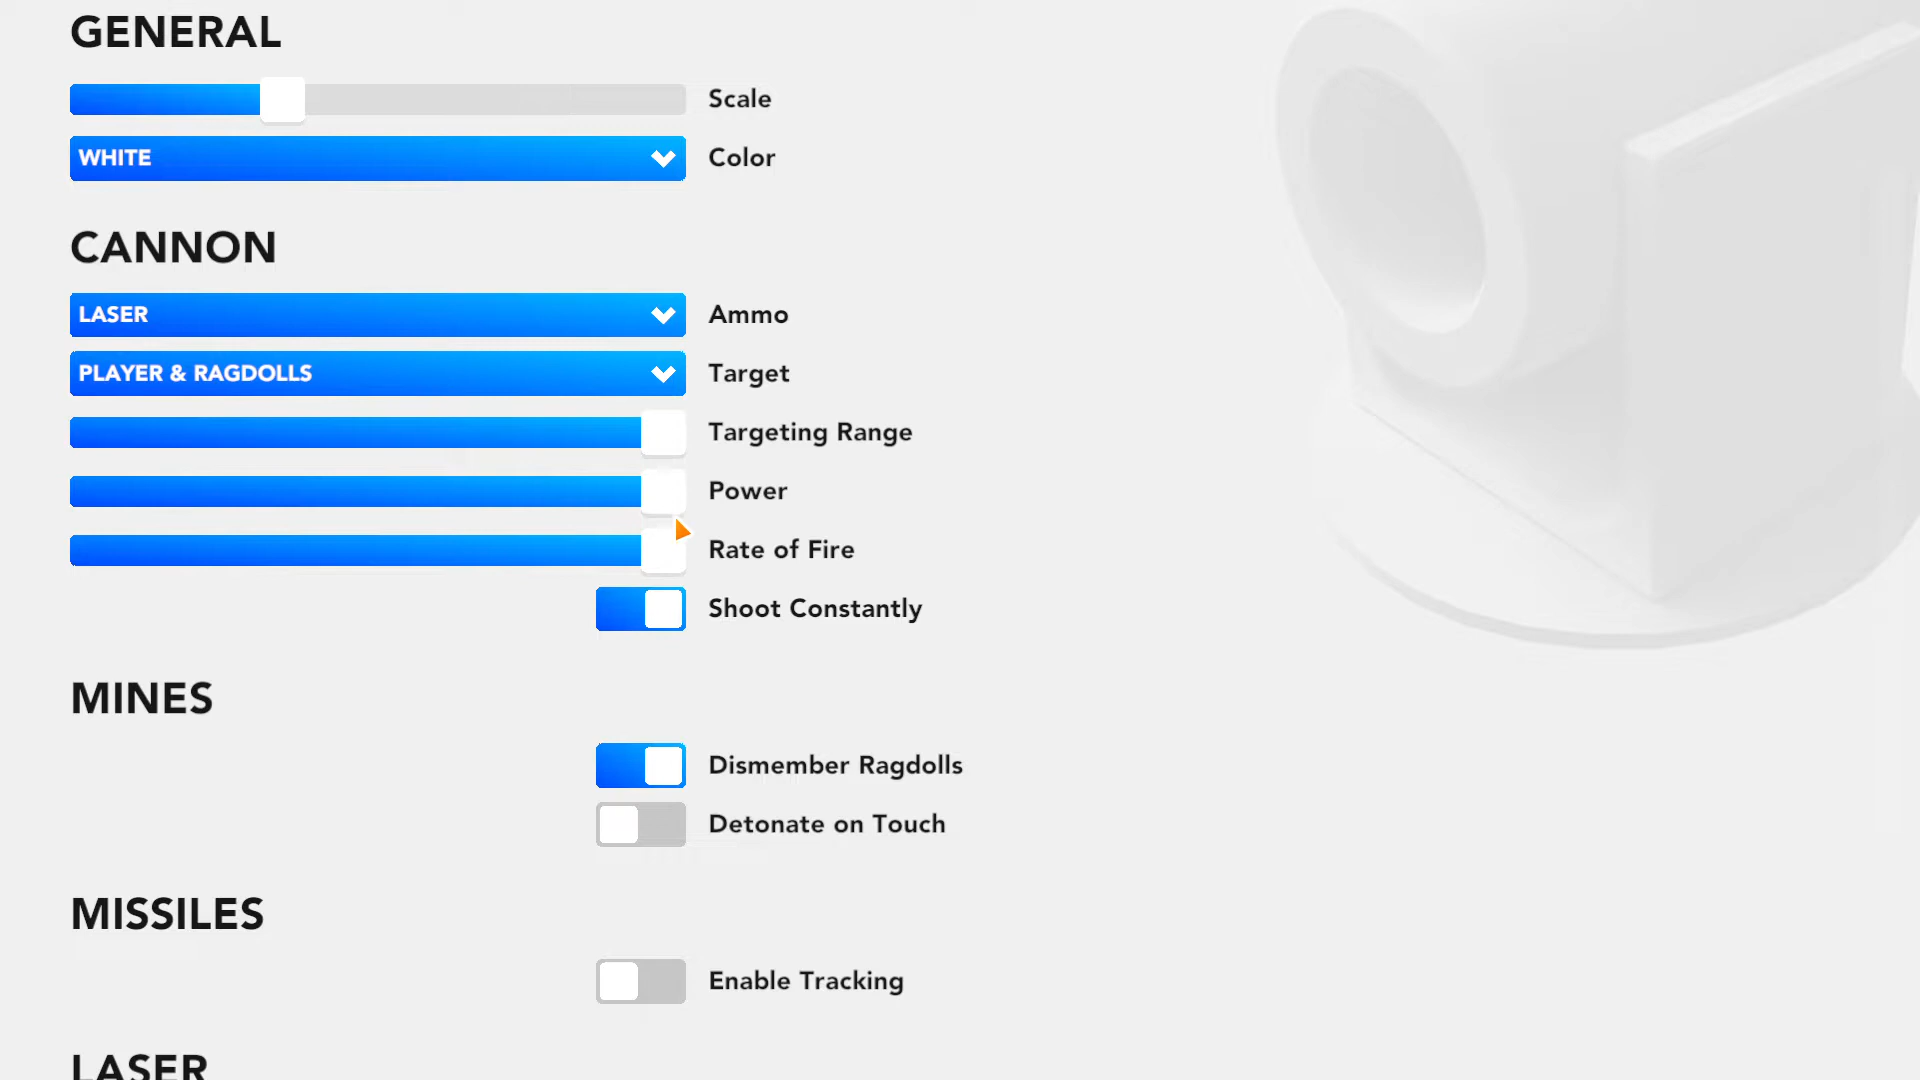 GENERAL
Scale
WHITE
Color
CANNON
LASER
Ammo
PLAYER & RAGDOLLS
Target
Targeting Range
Power
Rate of Fire
Shoot Constantly
MINES
Dismember Ragdolls
Detonate on Touch
MISSILES
Enable Tracking
LASER